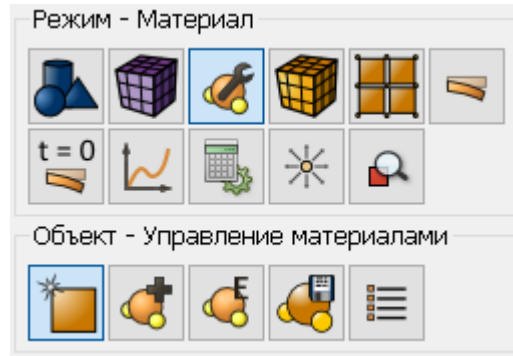 Режим - Материал
t = 0
E
Объект - Управление материалами